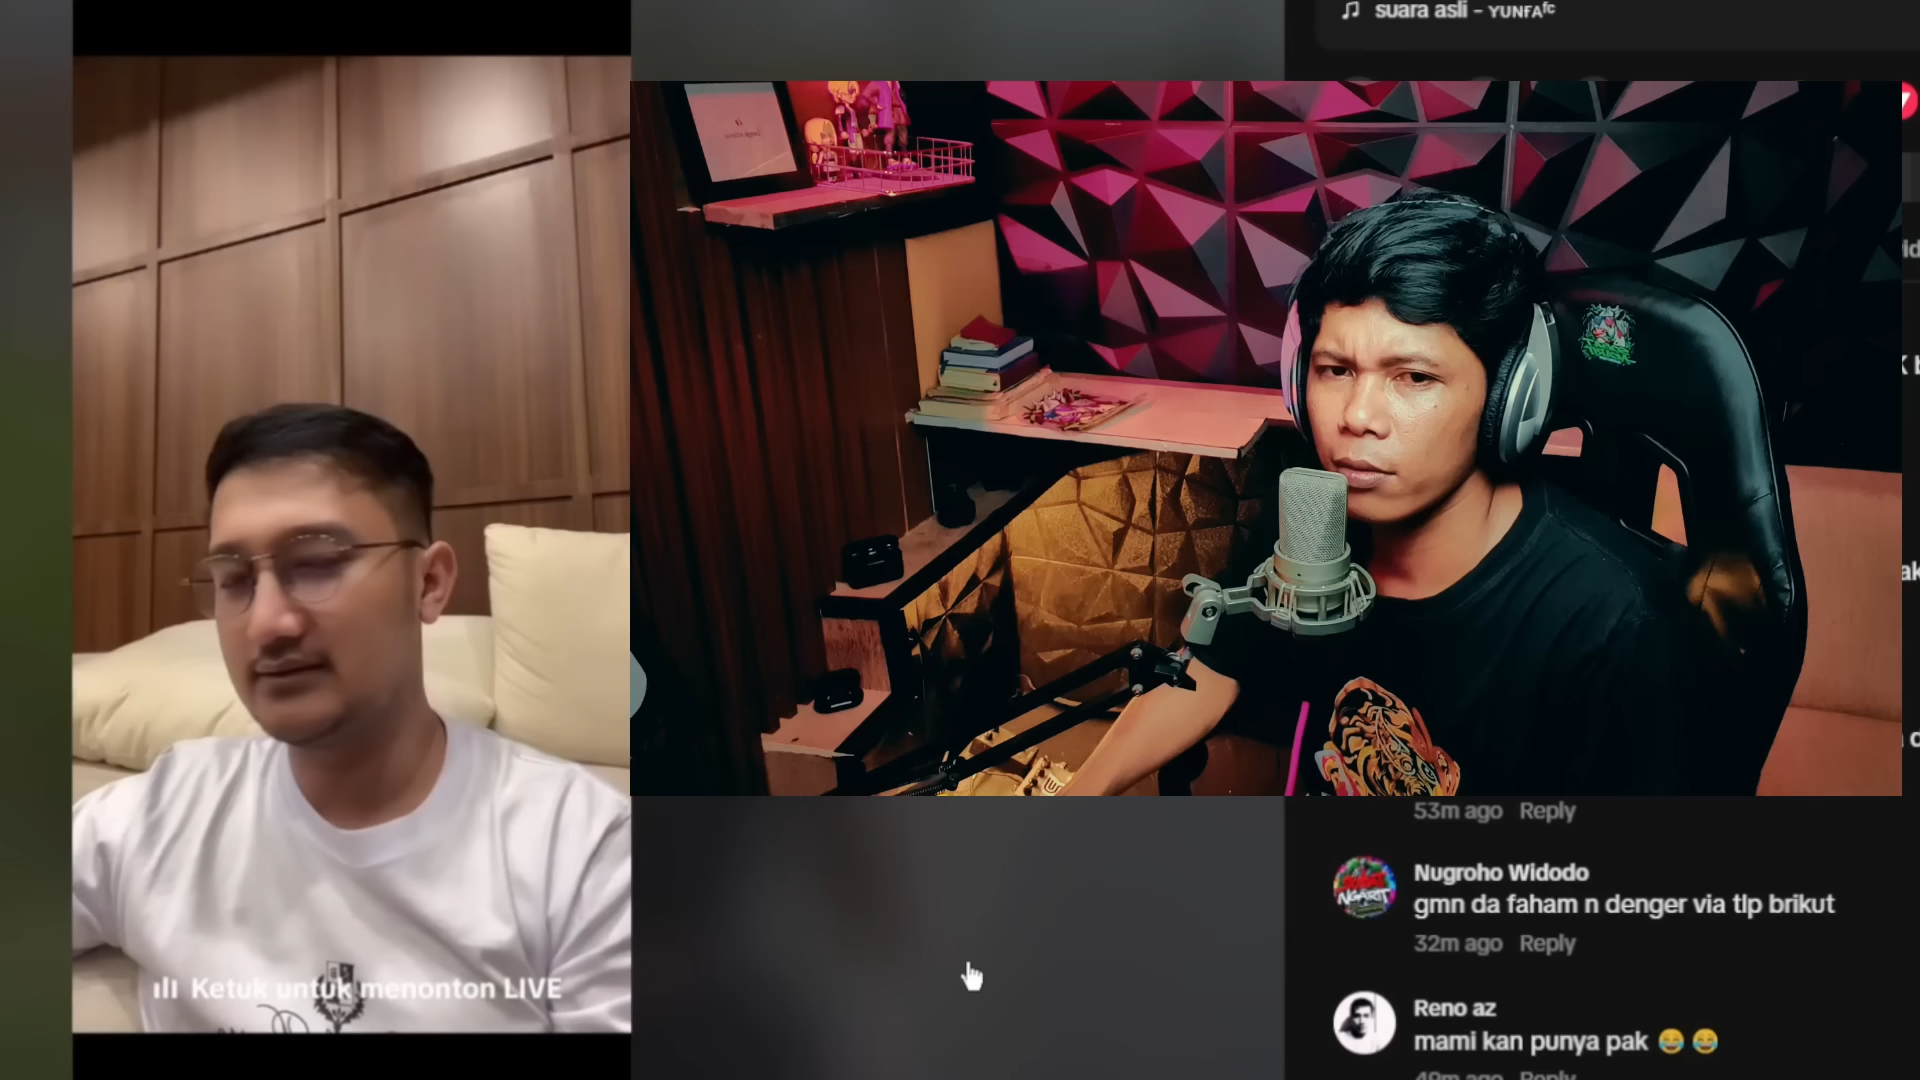 suara asli - YUNFAfc
53m ago Reply
Nugroho Widodo
gmn da faham n denger via tlp brikut
32m ago Reply
Reno az
mami kan punya pak 😂 😂
Reply
Ketuk untuk menonton LIVE